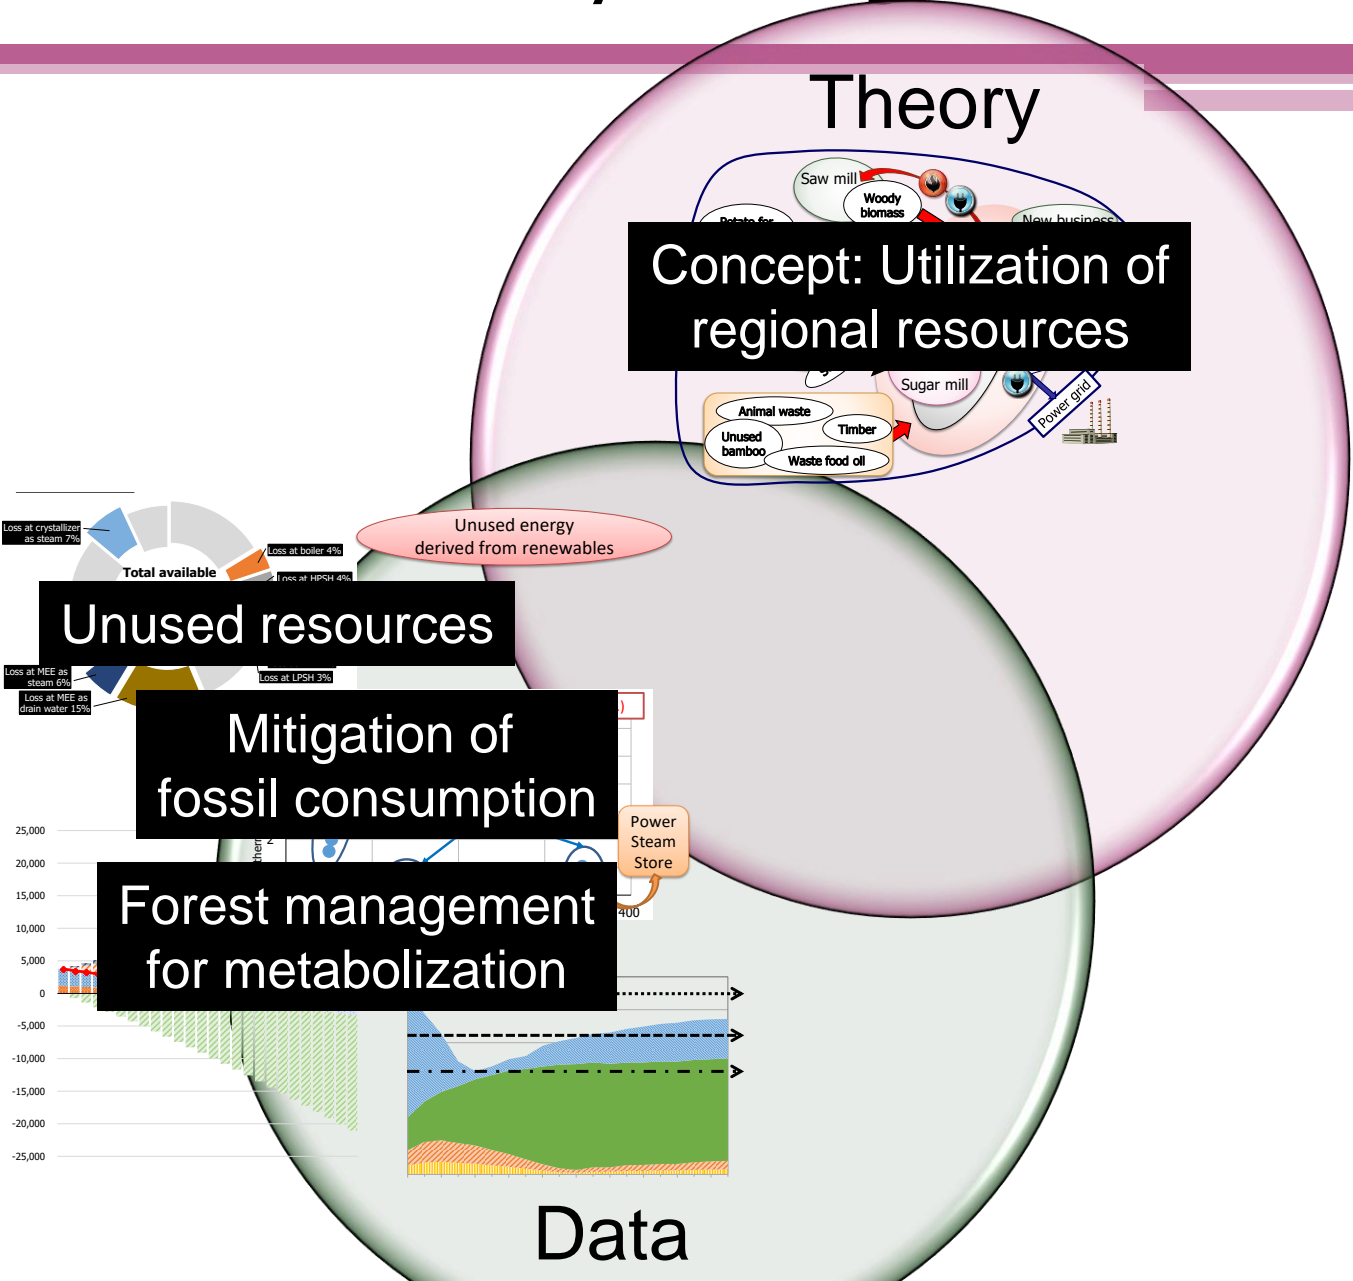 Theory
Saw mill
Woody
biomass
Potato for
New business
Concept: Utilization of
regional resources
Sugar mill
Power grid
Animal waste
Timber
Unused
bamboo
Waste food oil
Unused energy
derived from renewables
Loss at crystallizer
as steam 7%
Loss at boiler 4%
Total available
Loss at HPSH 4%
Unused resources
Loss at MEE as
steam 6%
Loss at LPSH 3%
Loss at MEE as
drain water 15%
Mitigation of
fossil consumption
Power
Steam
Store
2
400
Forest management
for metabolization
25,000
20,000
15,000
10,000
5,000
0
-5,000
-10,000
-15,000
-20,000
-25,000
Data